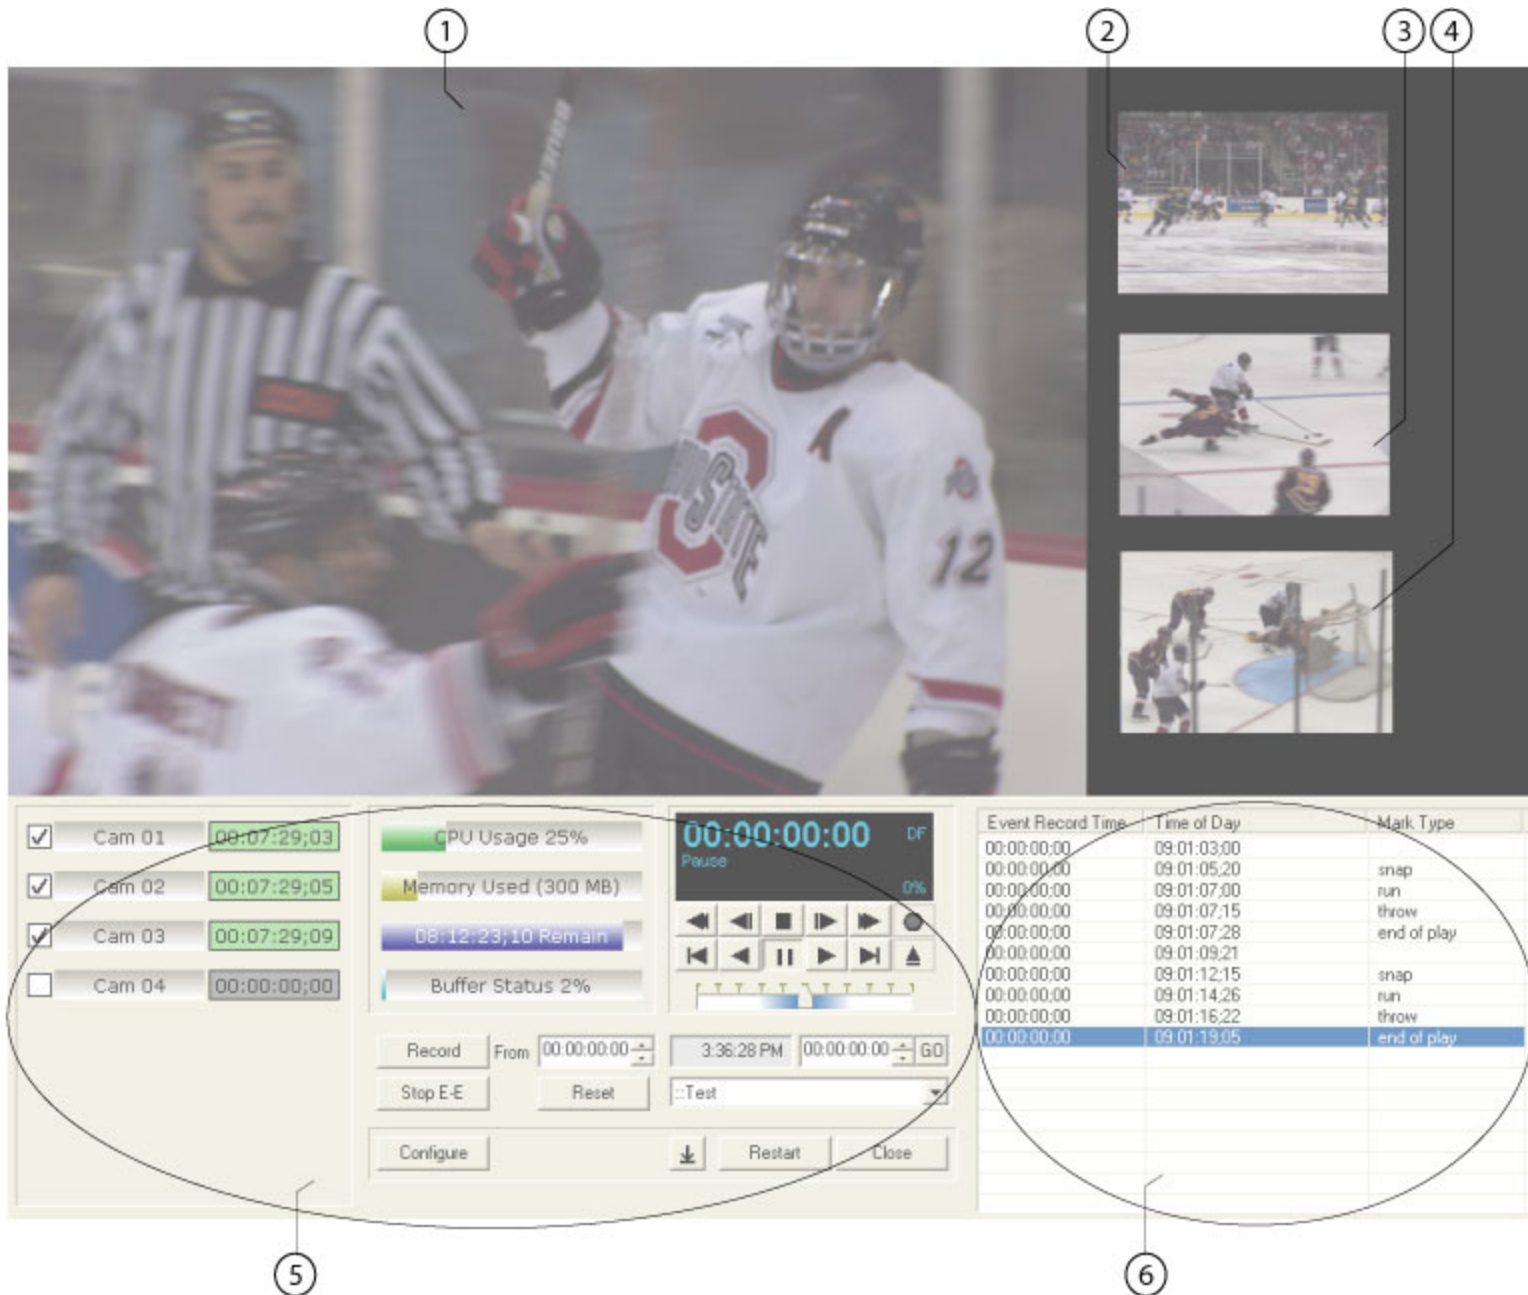 1
2
3
4
BAUER
OHIO
STATE
A
12
Cam 01 00:07:29;03
Cam 02 00:07:29;05
Cam 03 00:07:29;09
Cam 04 00:00:00;00
CPU Usage 25%
Memory Used (300 MB)
08:12:23;10 Remain
Buffer Status 2%
00:00:00:00 DF
Pause
0%
Record From 00:00:00:00 3:36:28 PM 00:00:00:00 GO
Stop E-E Reset ::Test
Configure Restart Close
Event Record Time Time of Day Mark Type
00:00:00;00 09:01:03;00
00:00:00;00 09:01:05;20 snap
00:00:00;00 09:01:07;00 run
00:00:00;00 09:01:07;15 throw
00:00:00;00 09:01:07;28 end of play
00:00:00;00 09:01:09;21
00:00:00;00 09:01:12;15 snap
00:00:00;00 09:01:14;26 run
00:00:00;00 09:01:16;22 throw
00:00:00;00 09:01:19;05 end of play
5
6